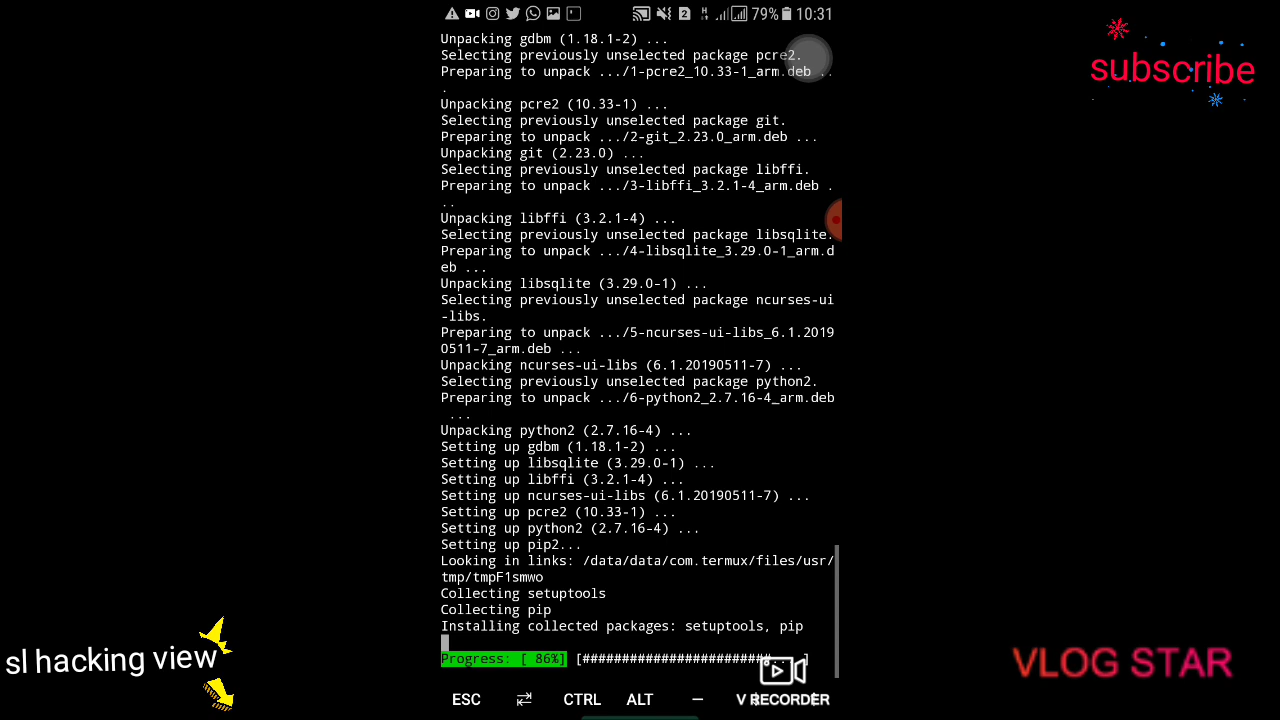 79% 10:31
Unpacking gdbm (1.18.1-2) ...
Selecting previously unselected package pcre2.
Preparing to unpack .../1-pcre2_10.33-1_arm.deb ..
.
Unpacking pcre2 (10.33-1) ...
Selecting previously unselected package git.
Preparing to unpack .../2-git_2.23.0_arm.deb ...
Unpacking git (2.23.0) ...
Selecting previously unselected package libffi.
Preparing to unpack .../3-libffi_3.2.1-4_arm.deb .
..
Unpacking libffi (3.2.1-4) ...
Selecting previously unselected package libsqlite.
Preparing to unpack .../4-libsqlite_3.29.0-1_arm.d
eb ...
Unpacking libsqlite (3.29.0-1) ...
Selecting previously unselected package ncurses-ui
-libs.
Preparing to unpack .../5-ncurses-ui-libs_6.1.2019
0511-7_arm.deb ...
Unpacking ncurses-ui-libs (6.1.20190511-7) ...
Selecting previously unselected package python2.
Preparing to unpack .../6-python2_2.7.16-4_arm.deb
...
Unpacking python2 (2.7.16-4) ...
Setting up gdbm (1.18.1-2) ...
Setting up libsqlite (3.29.0-1) ...
Setting up libffi (3.2.1-4) ...
Setting up ncurses-ui-libs (6.1.20190511-7) ...
Setting up pcre2 (10.33-1) ...
Setting up python2 (2.7.16-4) ...
Setting up pip2...
Looking in links: /data/data/com.termux/files/usr/
tmp/tmpF1smwo
Collecting setuptools
Collecting pip
Installing collected packages: setuptools, pip
Progress: [ 86%] [########################...]
ESC CTRL ALT – V RECORDER
subscribe
sl hacking view
VLOG STAR